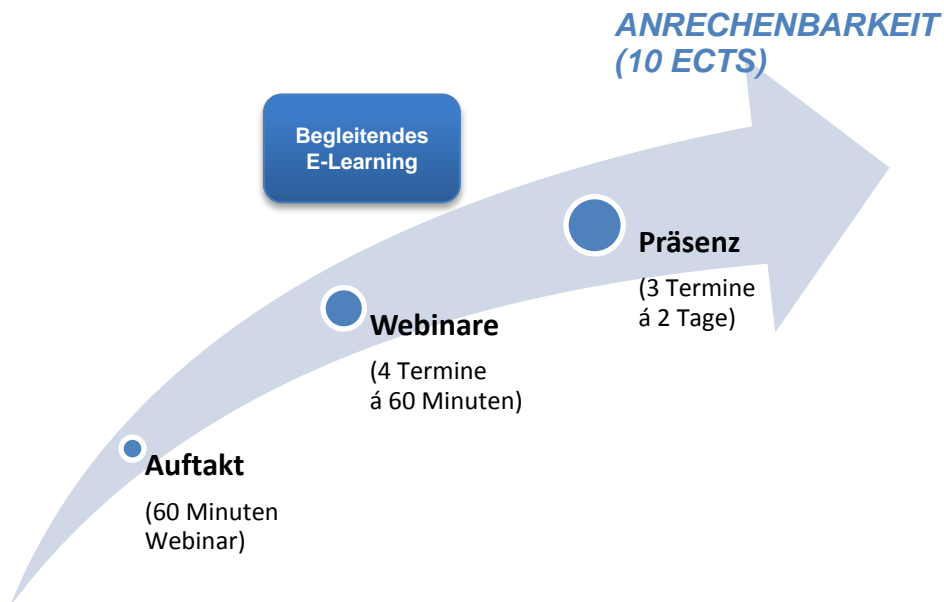 ANRECHENBARKEIT
(10 ECTS)
Begleitendes
E-Learning
Präsenz
(3 Termine
á 2 Tage)
Webinare
(4 Termine
á 60 Minuten)
Auftakt
(60 Minuten
Webinar)